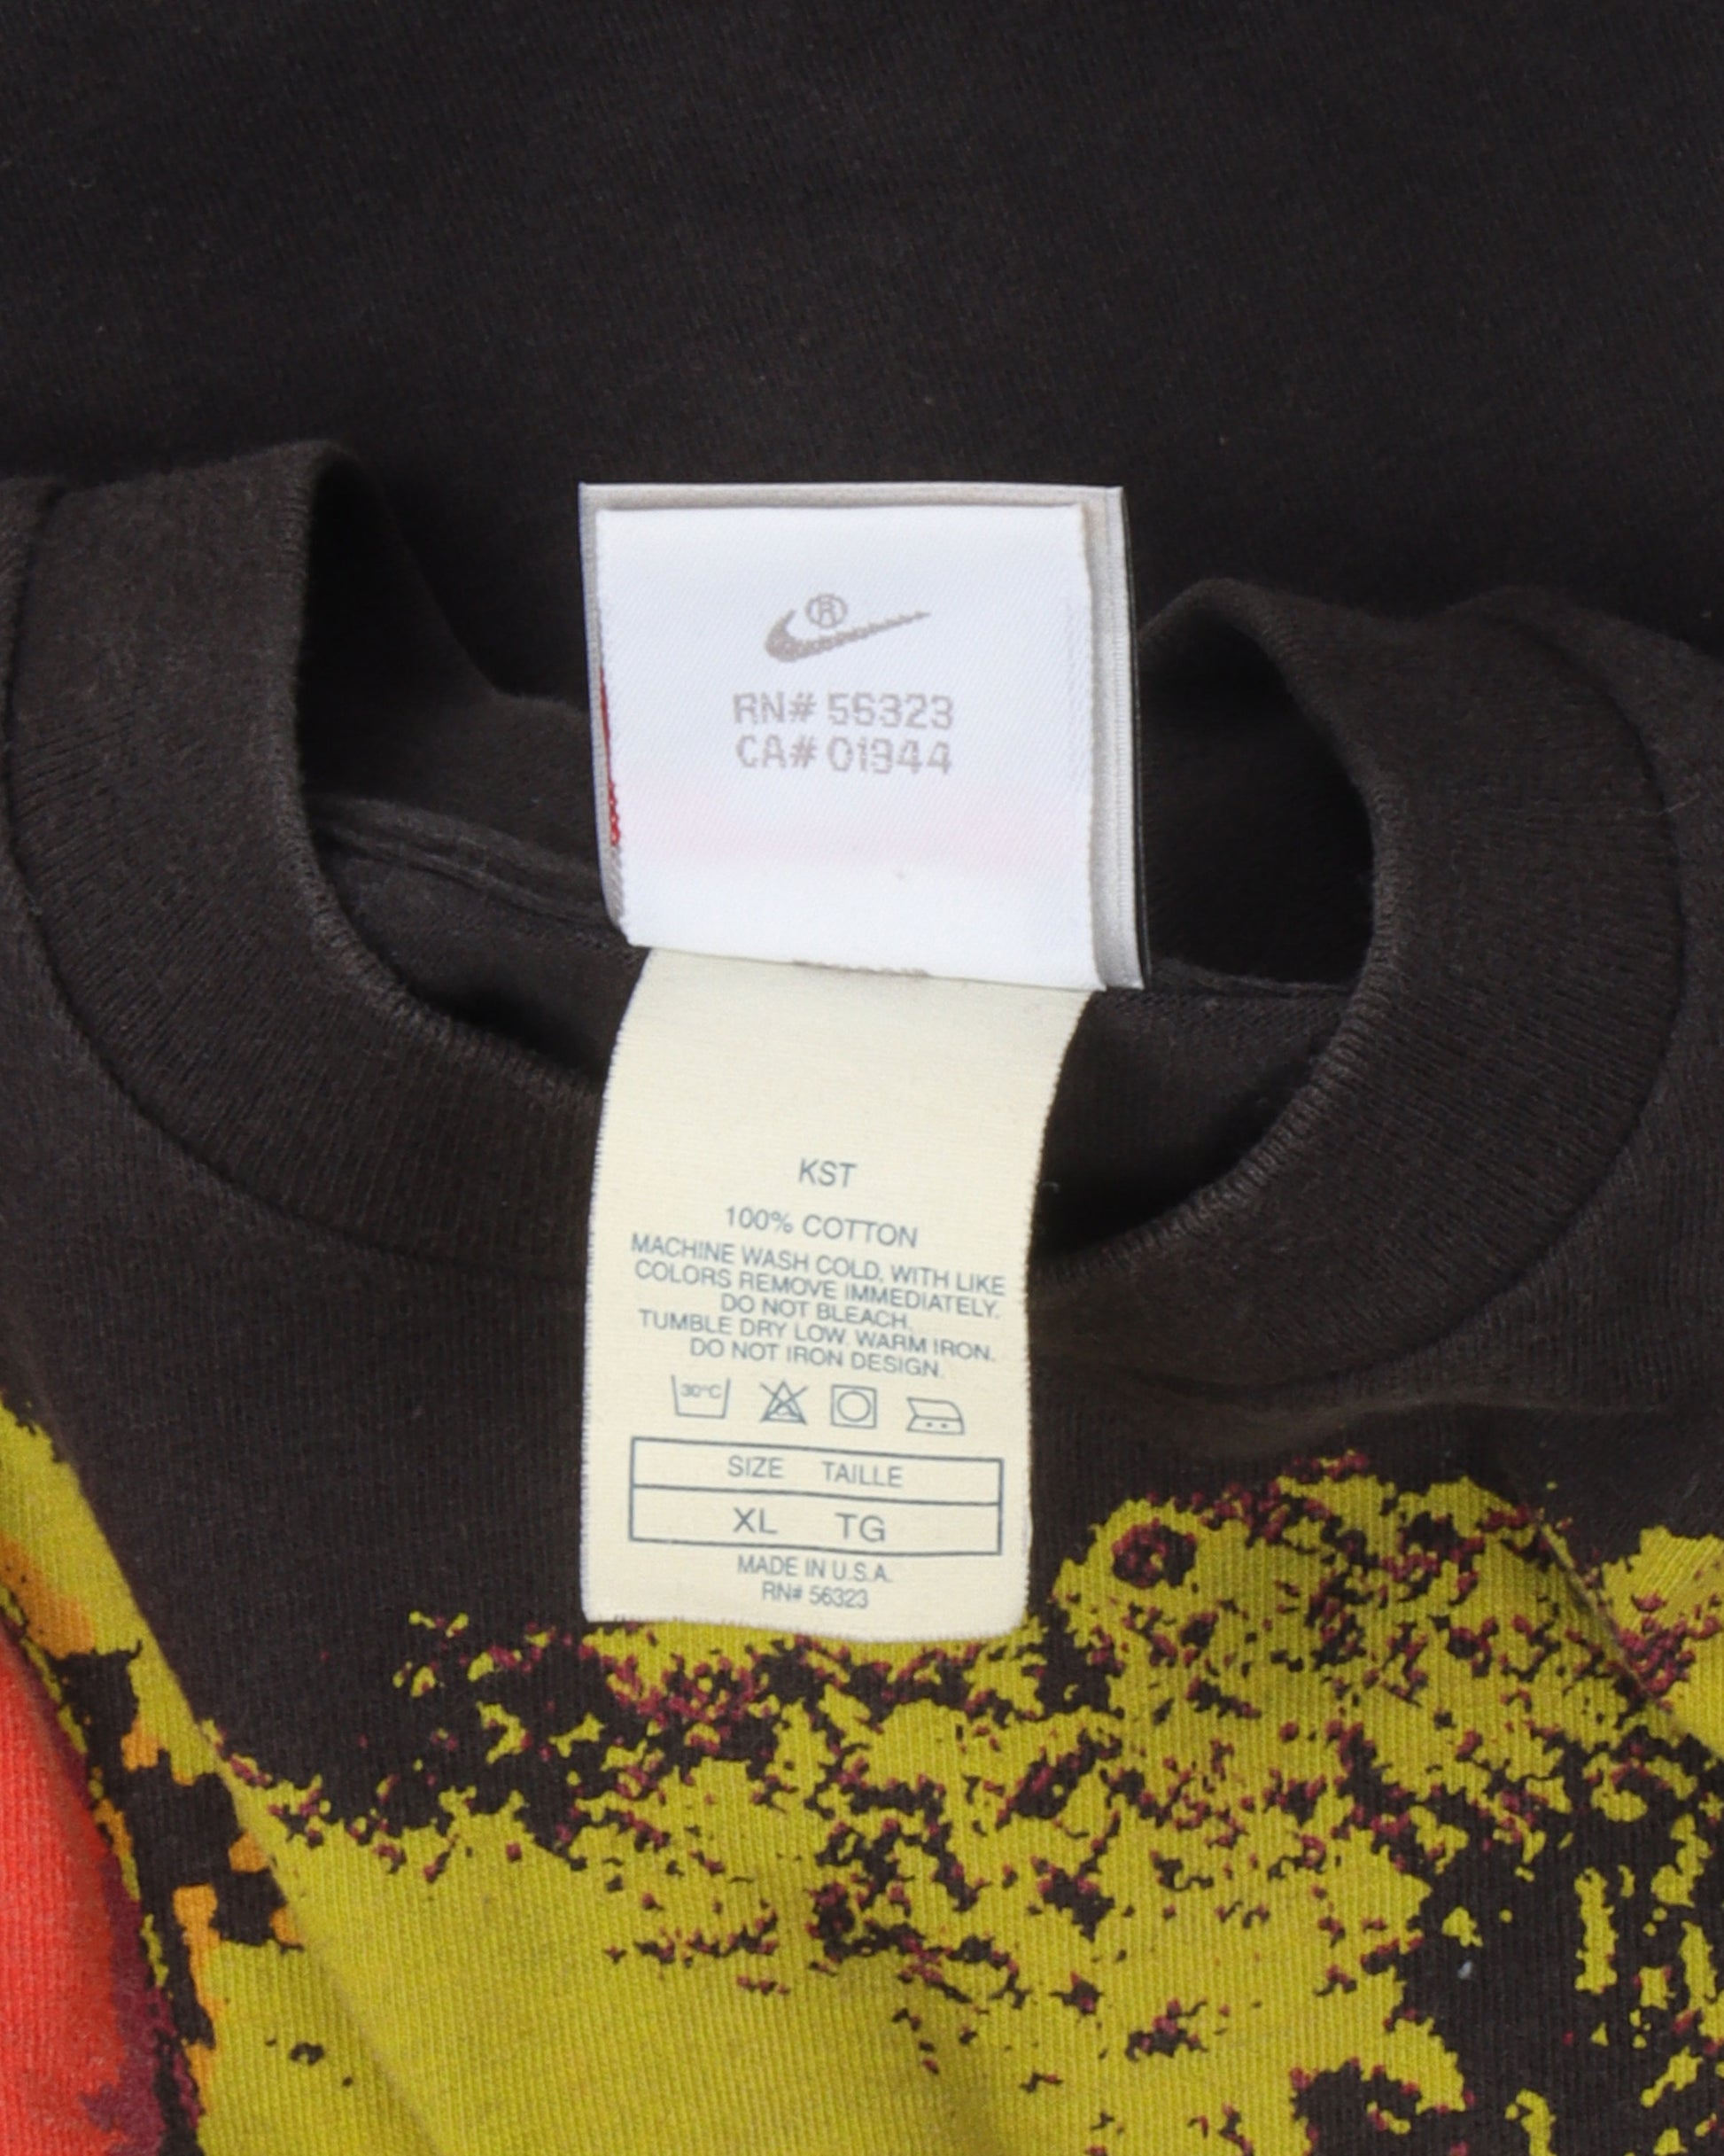 ®
RN# 56323
CA# 01944
KST
100% COTTON
MACHINE WASH COLD, WITH LIKE
COLORS REMOVE IMMEDIATELY.
DO NOT BLEACH.
TUMBLE DRY LOW. WARM IRON.
DO NOT IRON DESIGN.
30°C
SIZE TAILLE
XL TG
MADE IN U.S.A.
RN# 56323